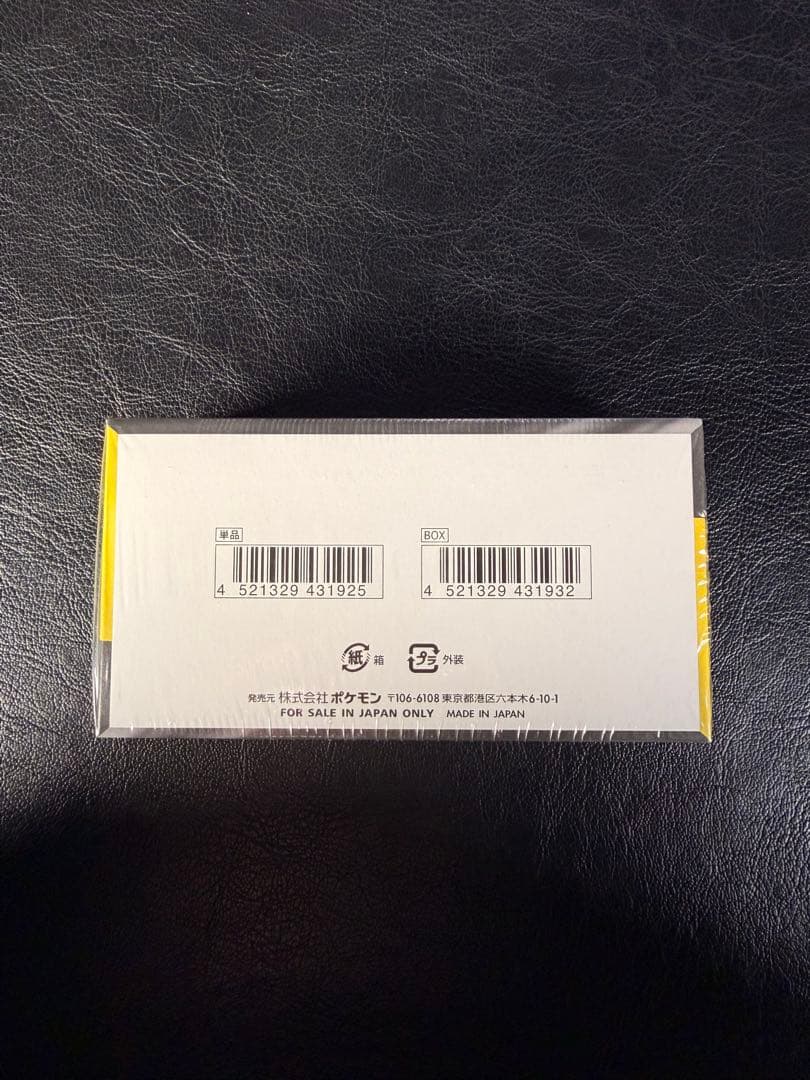 単品 BOX
4 521329 431925 4 521329 431932
紙 箱 プラ 外装
発売元 株式会社ポケモン 〒106-6108 東京都港区六本木6-10-1
FOR SALE IN JAPAN ONLY MADE IN JAPAN